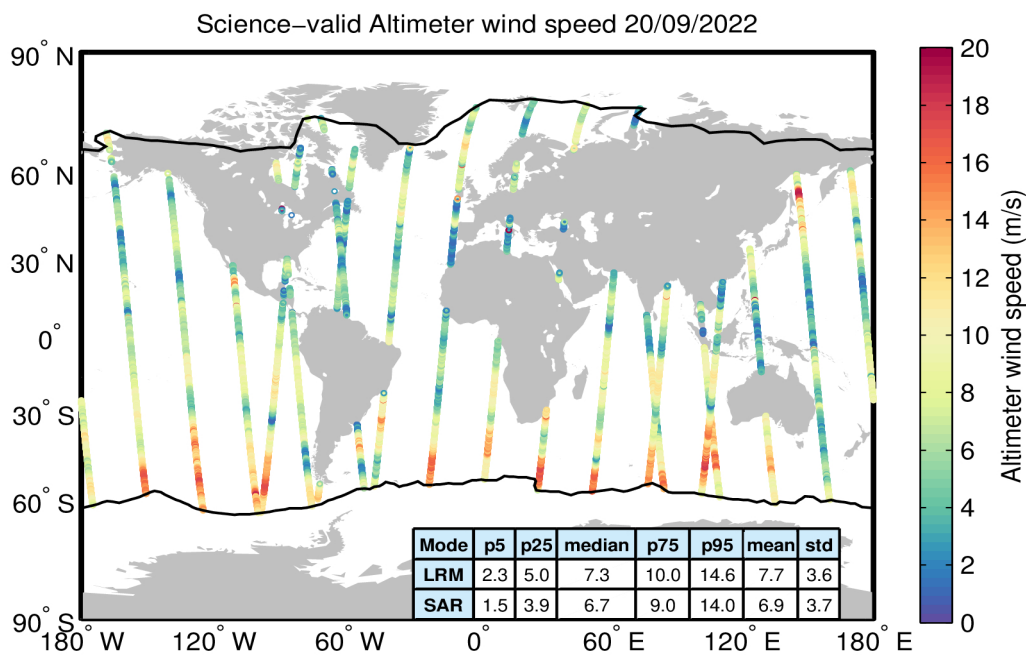 Science−valid Altimeter wind speed 20/09/2022
90° N
60° N
30° N
0°
30° S
60° S
90° S
180° W
120° W
60° W
0°
60° E
120° E
180° E
Mode p5 p25 median p75 p95 mean std
LRM 2.3 5.0 7.3 10.0 14.6 7.7 3.6
SAR 1.5 3.9 6.7 9.0 14.0 6.9 3.7
20
18
16
14
12
10
8
6
4
2
0
Altimeter wind speed (m/s)